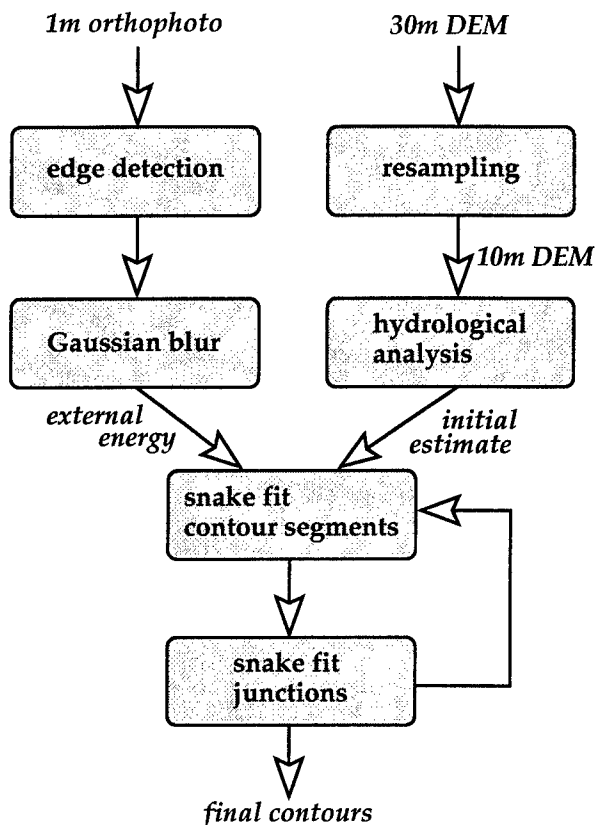 1m orthophoto
30m DEM
edge detection
resampling
10m DEM
Gaussian blur
hydrological
analysis
external
energy
initial
estimate
snake fit
contour segments
snake fit
junctions
final contours